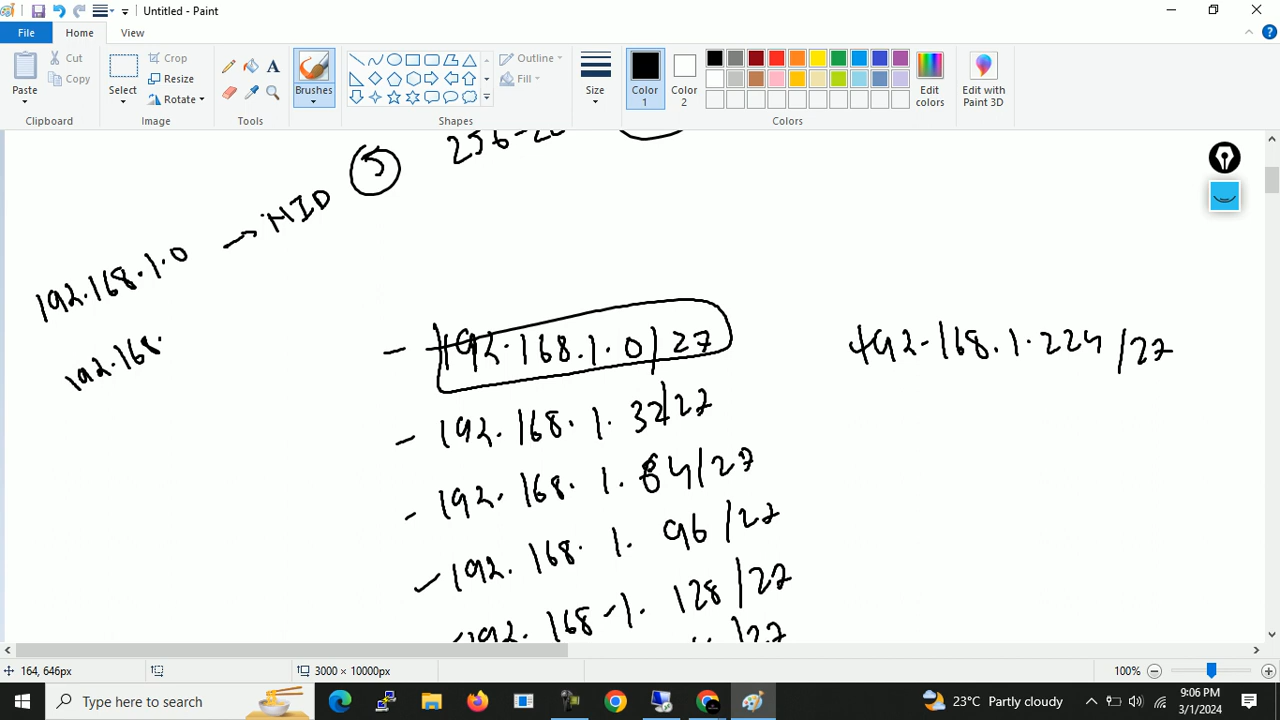 Untitled - Paint
File
Home
View
Paste
Cut
Copy
Clipboard
Select
Crop
Resize
Rotate
Image
A
Tools
Brushes
Outline
Fill
Shapes
Size
Color 1
Color 2
Edit colors
Edit with Paint 3D
Colors
5
192.168.1.0 → NID
192.168.
- 192.168.1.0/27
192.168.1.224/27
- 192.168.1.32/27
- 192.168.1.64/27
- 192.168.1.96/27
192.168.1.128/27
/27
164, 646px
3000 × 10000px
100%
Type here to search
23°C Partly cloudy
9:06 PM
3/1/2024